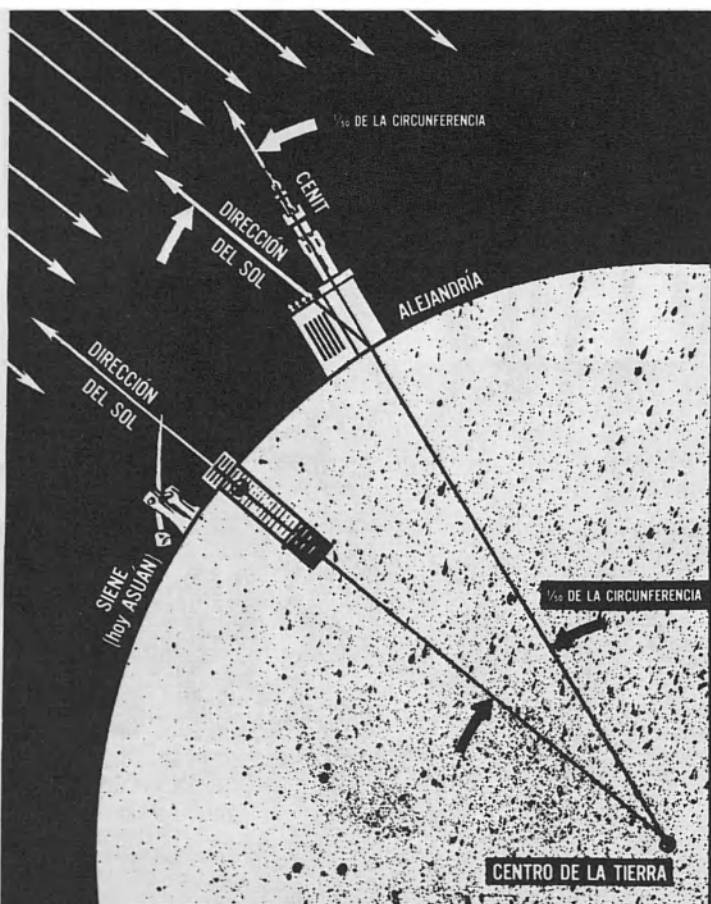 1/50 DE LA CIRCUNFERENCIA
CENIT
DIRECCIÓN
DEL SOL
ALEJANDRÍA
DIRECCIÓN
DEL SOL
SIENE
(hoy ASUÁN)
1/50 DE LA CIRCUNFERENCIA
CENTRO DE LA TIERRA